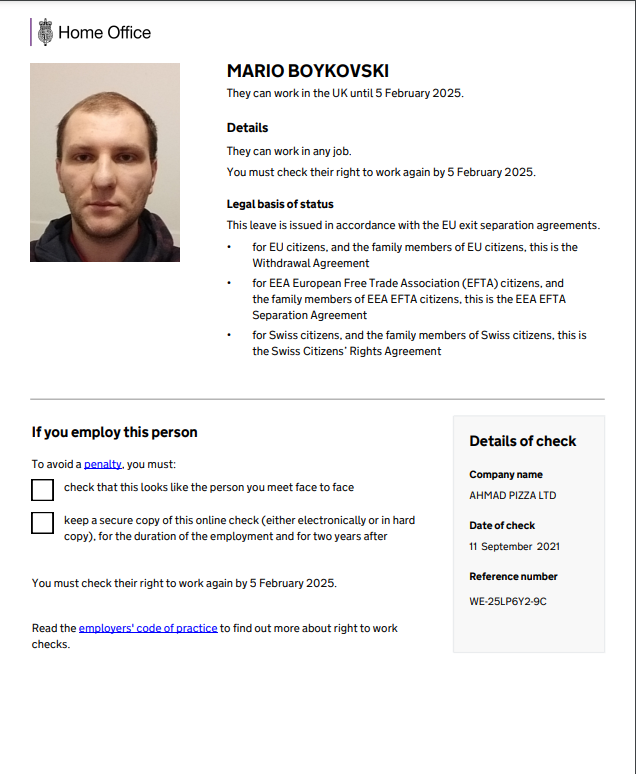 Home Office
MARIO BOYKOVSKI
They can work in the UK until 5 February 2025.
Details
They can work in any job.
You must check their right to work again by 5 February 2025.
Legal basis of status
This leave is issued in accordance with the EU exit separation agreements.
• for EU citizens, and the family members of EU citizens, this is the
Withdrawal Agreement
• for EEA European Free Trade Association (EFTA) citizens, and
the family members of EEA EFTA citizens, this is the EEA EFTA
Separation Agreement
• for Swiss citizens, and the family members of Swiss citizens, this is
the Swiss Citizens' Rights Agreement
If you employ this person
To avoid a penalty, you must:
check that this looks like the person you meet face to face
keep a secure copy of this online check (either electronically or in hard
copy), for the duration of the employment and for two years after
You must check their right to work again by 5 February 2025.
Read the employers' code of practice to find out more about right to work
checks.
Details of check
Company name
AHMAD PIZZA LTD
Date of check
11 September 2021
Reference number
WE-25LP6Y2-9C